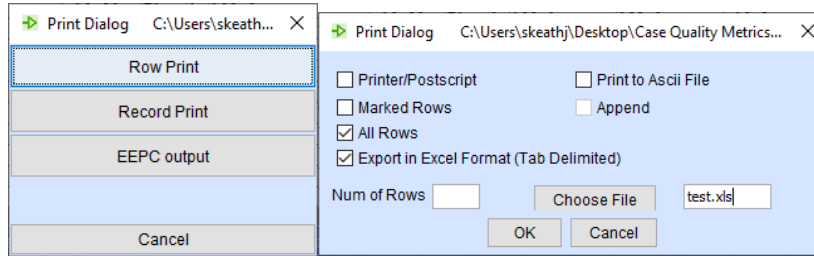 Print Dialog C:\Users\skeath...
Row Print
Record Print
EEPC output
Cancel
Print Dialog C:\Users\skeathj\Desktop\Case Quality Metrics...
Printer/Postscript Print to Ascii File
Marked Rows Append
All Rows
Export in Excel Format (Tab Delimited)
Num of Rows Choose File test.xls
OK Cancel